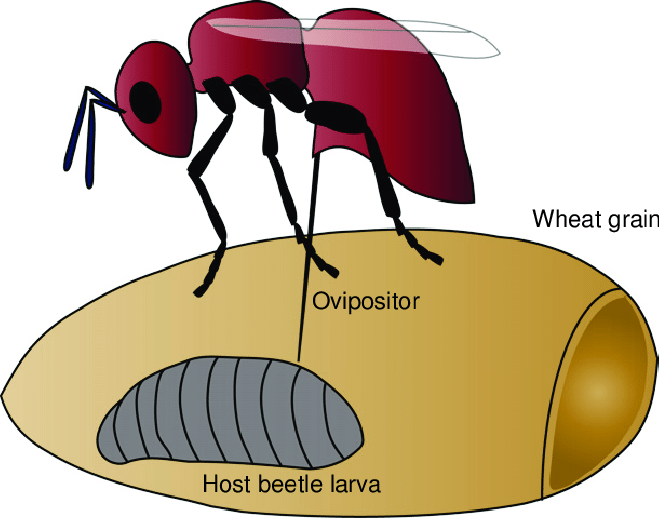 Wheat grain
Ovipositor
Host beetle larva